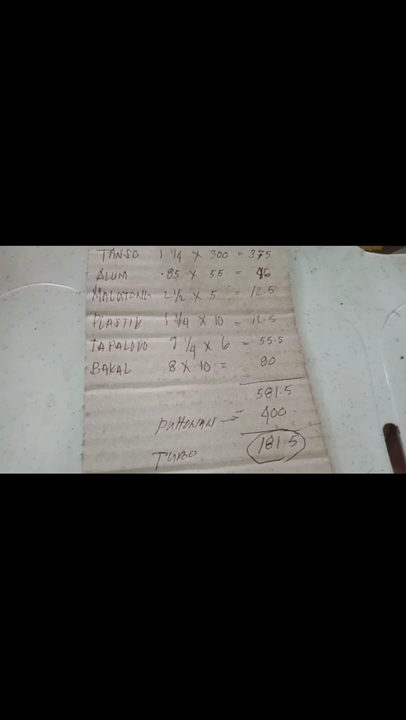 TANSO 1 1/4 X 300 = 375
ALUM .85 X 55 = 46
MALUTONG 2 1/2 X 5 = 12.5
PLASTIK 1 1/4 X 10 = 12.5
TAPALODO 9 1/4 X 6 = 55.5
BAKAL 8 X 10 = 80
581.5
PUHONAN → 400
TUBO 181.5